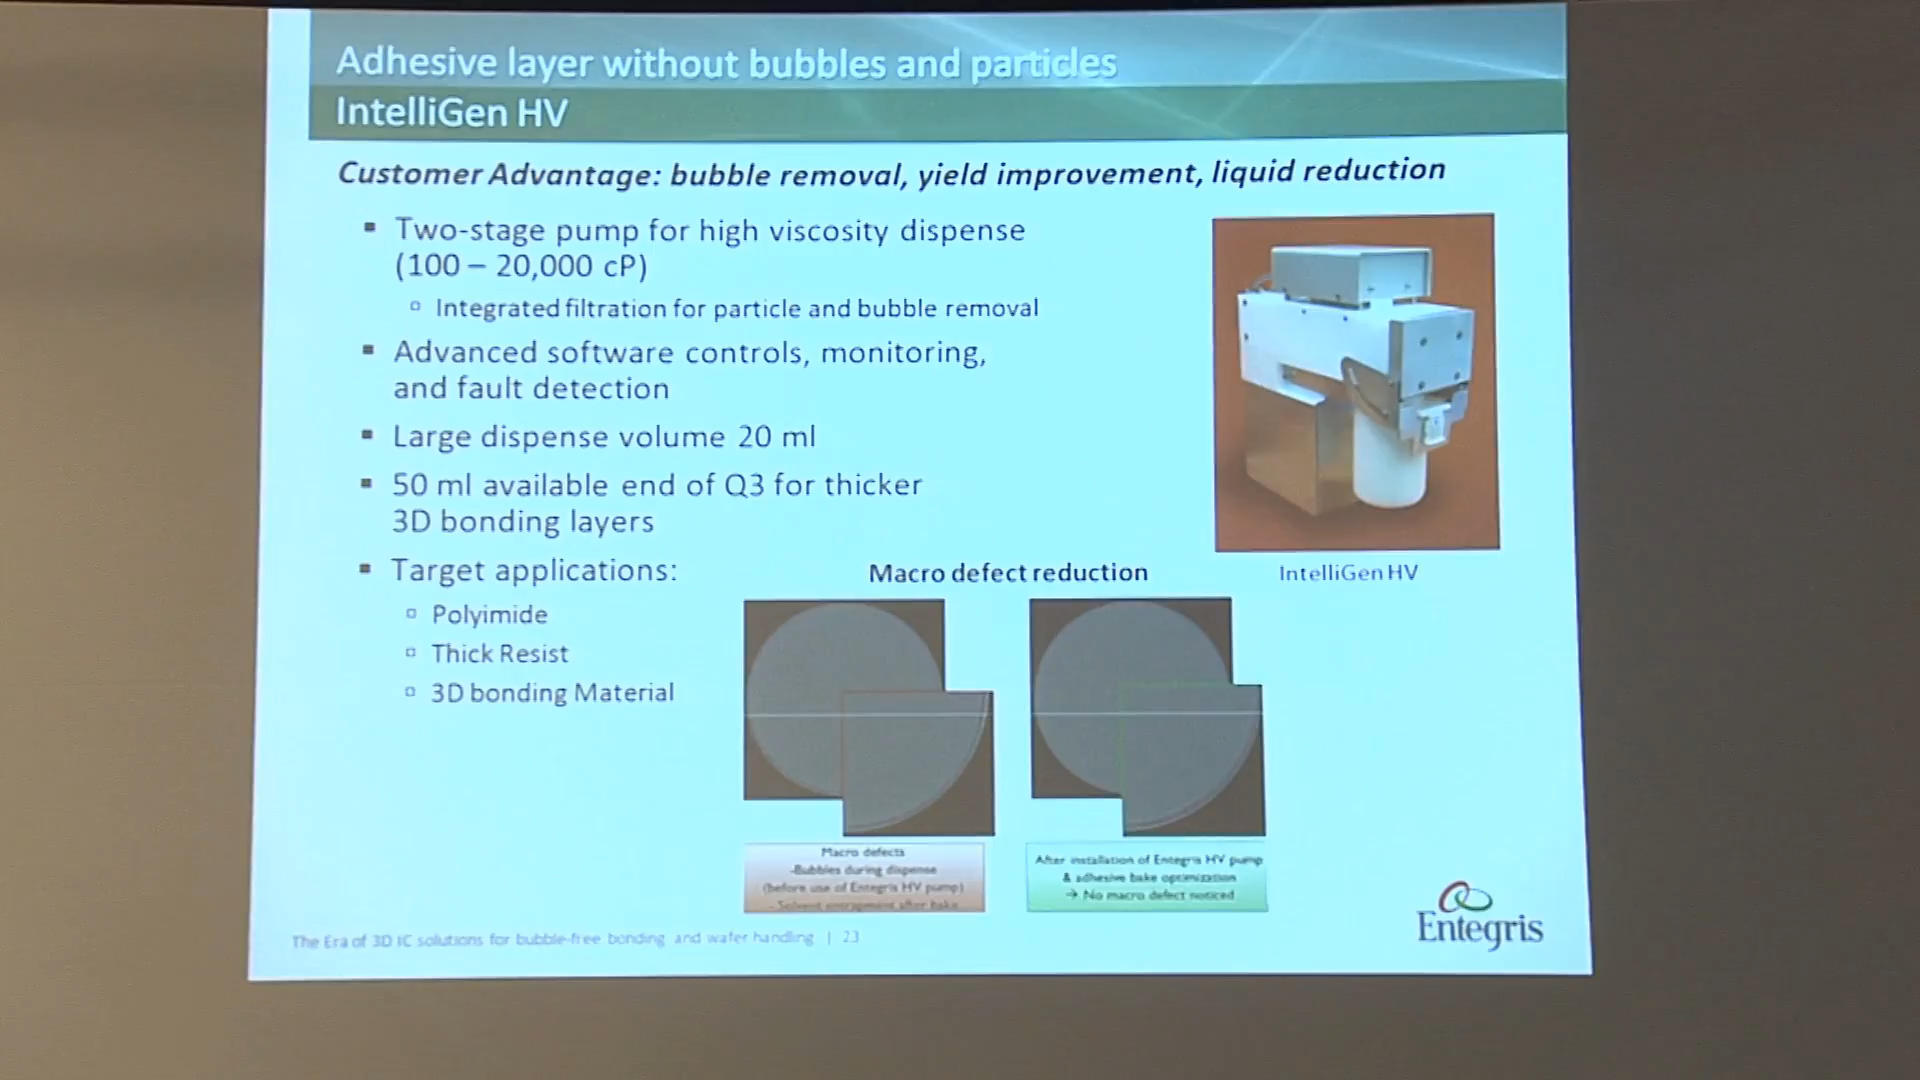 Adhesive layer without bubbles and particles
IntelliGen HV
Customer Advantage: bubble removal, yield improvement, liquid reduction
▪ Two-stage pump for high viscosity dispense
(100 – 20,000 cP)
▫ Integrated filtration for particle and bubble removal
▪ Advanced software controls, monitoring,
and fault detection
▪ Large dispense volume 20 ml
▪ 50 ml available end of Q3 for thicker
3D bonding layers
▪ Target applications:
▫ Polyimide
▫ Thick Resist
▫ 3D bonding Material
Macro defect reduction
IntelliGen HV
Macro defects
-Bubbles during dispense
(before use of Entegris HV pump)
- Solvent entrapment after bake
After installation of Entegris HV pump
& adhesive bake optimization
→ No macro defect noticed
The Era of 3D IC solutions for bubble-free bonding and wafer handling | 23
Entegris